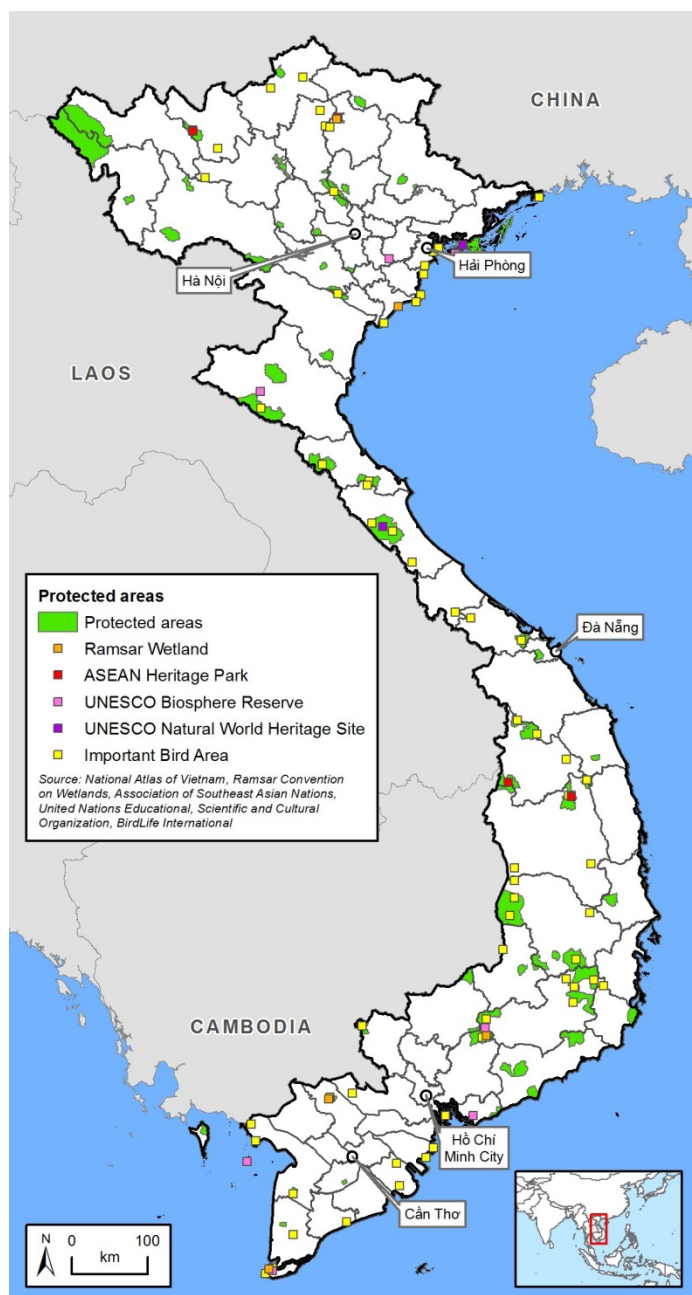 CHINA
Hà Nội
Hải Phòng
LAOS
Protected areas
Protected areas
Ramsar Wetland
ASEAN Heritage Park
UNESCO Biosphere Reserve
UNESCO Natural World Heritage Site
Important Bird Area
Source: National Atlas of Vietnam, Ramsar Convention
on Wetlands, Association of Southeast Asian Nations,
United Nations Educational, Scientific and Cultural
Organization, BirdLife International
Đà Nẵng
CAMBODIA
Hồ Chí
Minh City
Cần Thơ
N
0 100
km